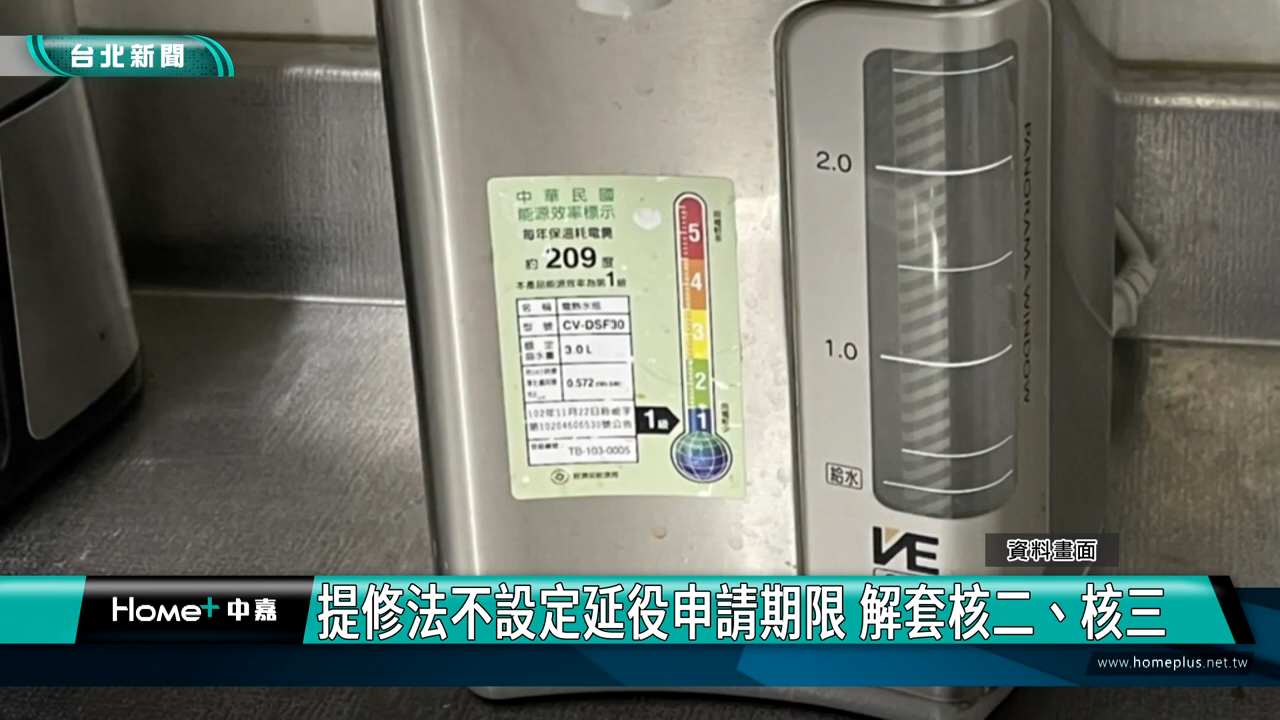 台北新聞
中華民國
能源效率標示
每年保溫耗電費
約 209 度
本產品能源效率為第1級
名稱 電熱水瓶
型號 CV-DSF30
額定
3.0 L
0.572
102年11月22日
第10204606530號公告
TB-103-0005
經濟部能源局
5
4
3
2
1
1級
2.0
1.0
給水
PANORAMA WINDOW
VE
資料畫面
Home+中嘉
提修法不設定延役申請期限 解套核二、核三
www.homeplus.net.tw